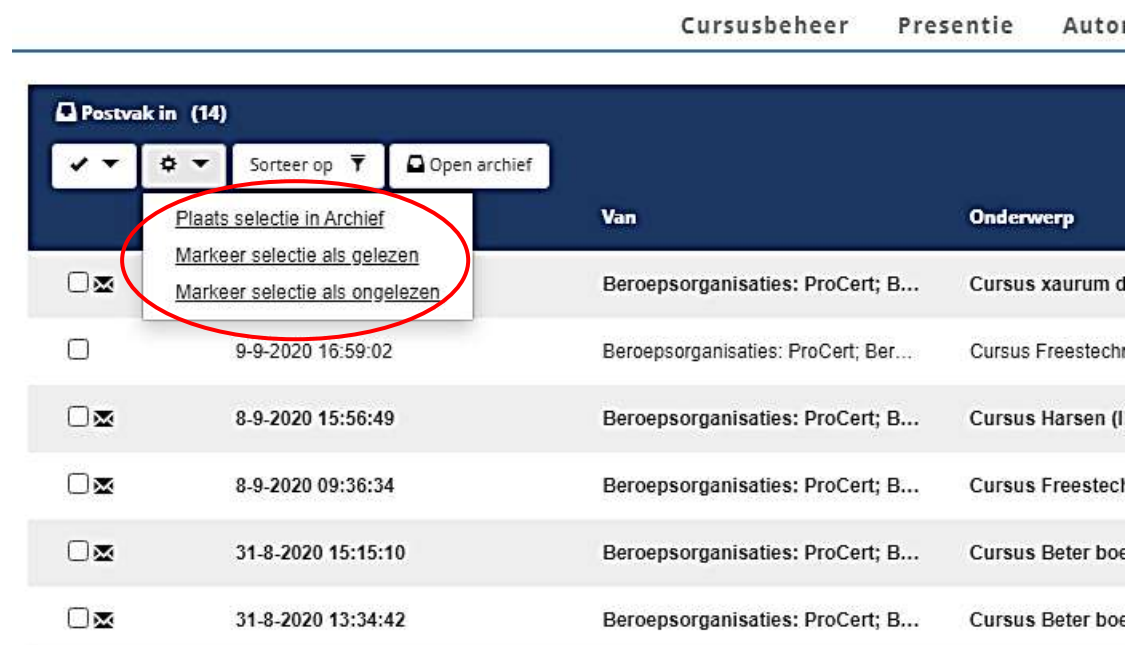 Cursusbeheer Presentie
Postvak in (14)
Sorteer op Open archief
Plaats selectie in Archief
Markeer selectie als gelezen
Markeer selectie als ongelezen
Van Onderwerp
Beroepsorganisaties: ProCert; B... Cursus xaurum d
9-9-2020 16:59:02 Beroepsorganisaties: ProCert; Ber... Cursus Freestechn
8-9-2020 15:56:49 Beroepsorganisaties: ProCert; B... Cursus Harsen (I
8-9-2020 09:36:34 Beroepsorganisaties: ProCert; B... Cursus Freestech
31-8-2020 15:15:10 Beroepsorganisaties: ProCert; B... Cursus Beter boe
31-8-2020 13:34:42 Beroepsorganisaties: ProCert; B... Cursus Beter boe